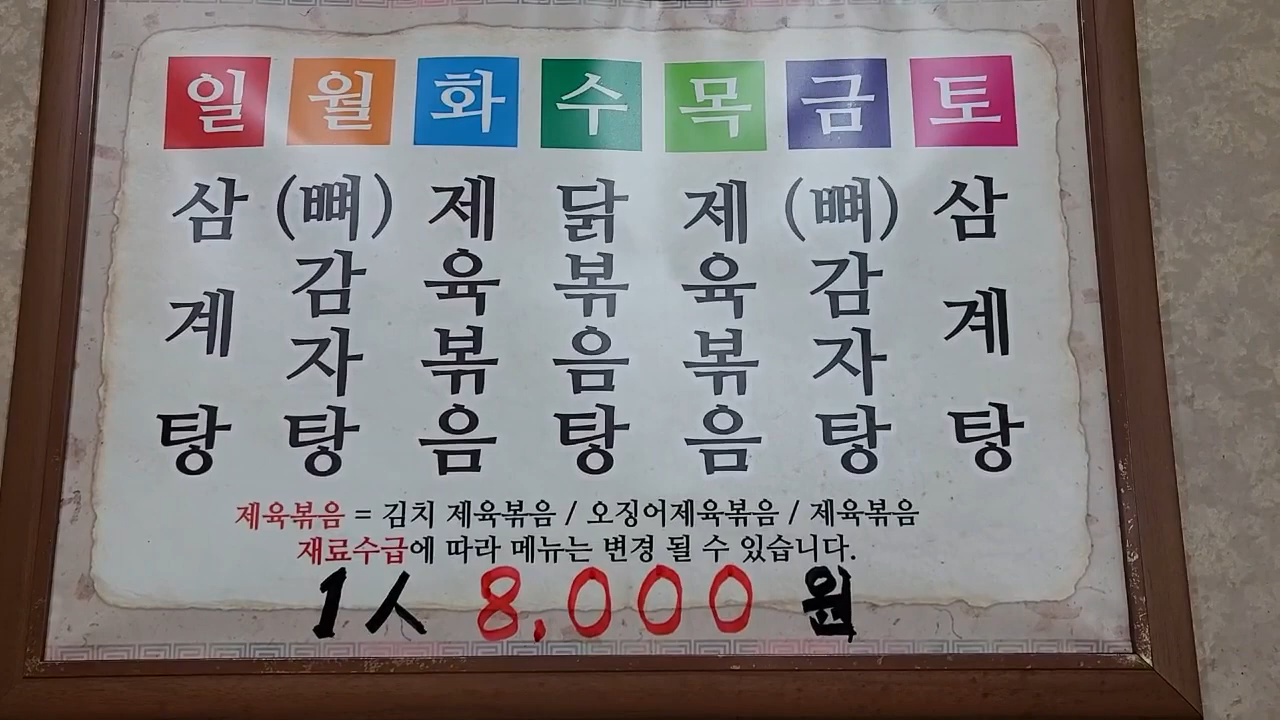 일 월 화 수 목 금 토
삼계탕
(뼈)감자탕
제육볶음
닭볶음탕
제육볶음
(뼈)감자탕
삼계탕
제육볶음 = 김치 제육볶음 / 오징어제육볶음 / 제육볶음
재료수급에 따라 메뉴는 변경 될 수 있습니다.
1人 8,000 원